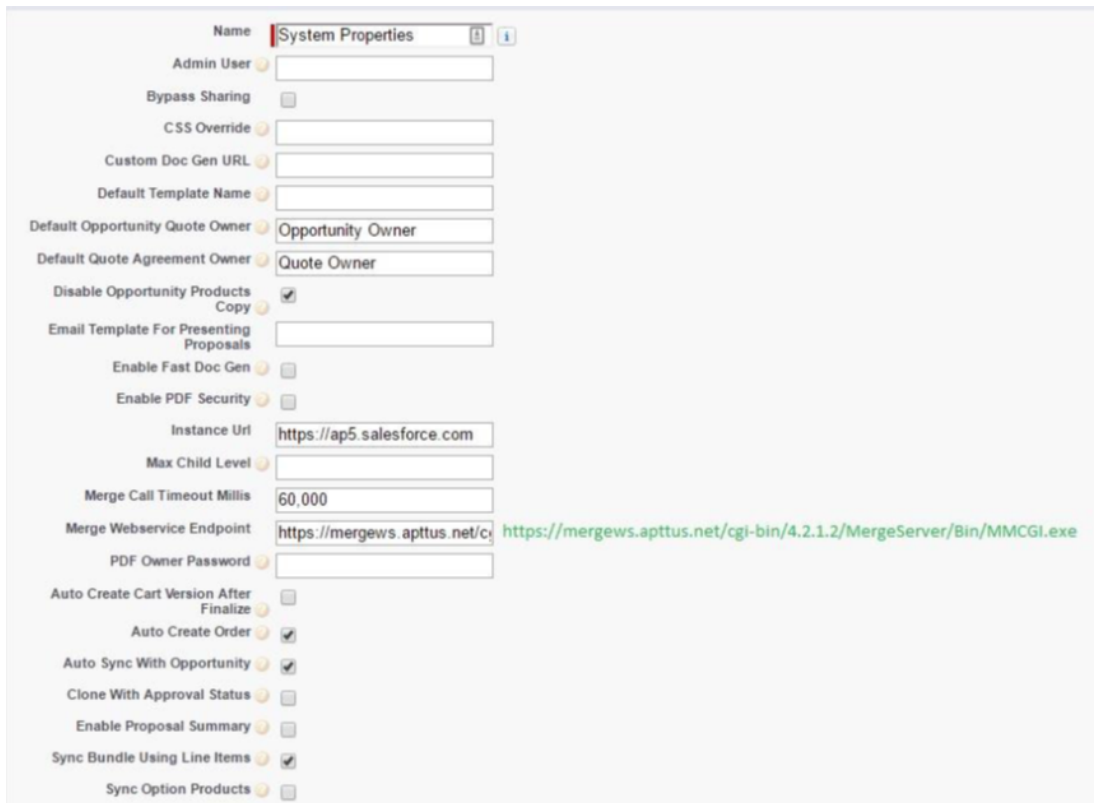 Name System Properties
Admin User
Bypass Sharing
CSS Override
Custom Doc Gen URL
Default Template Name
Default Opportunity Quote Owner Opportunity Owner
Default Quote Agreement Owner Quote Owner
Disable Opportunity Products
Copy
Email Template For Presenting
Proposals
Enable Fast Doc Gen
Enable PDF Security
Instance Url https://ap5.salesforce.com
Max Child Level
Merge Call Timeout Millis 60,000
Merge Webservice Endpoint https://mergews.apttus.net/c https://mergews.apttus.net/cgi-bin/4.2.1.2/MergeServer/Bin/MMCGI.exe
PDF Owner Password
Auto Create Cart Version After
Finalize
Auto Create Order
Auto Sync With Opportunity
Clone With Approval Status
Enable Proposal Summary
Sync Bundle Using Line Items
Sync Option Products